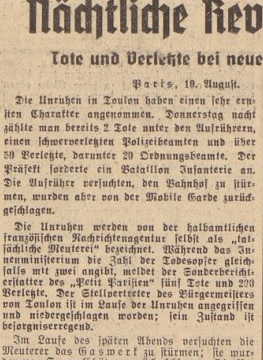 Nächtliche Rev
Tote und Verletzte bei neue
Paris, 10. August.
Die Unruhen in Toulon haben einen sehr ern-
sten Charakter angenommen. Donnerstag nacht
zählte man bereits 2 Tote unter den Aufrührern,
einen schwerverletzten Polizeibeamten und über
50 Verletzte, darunter 20 Ordnungsbeamte. Der
Präfekt forderte ein Bataillon Infanterie an.
Die Aufrührer versuchten, den Bahnhof zu stür-
men, wurden aber von der Mobilen Garde zurück-
geschlagen.
Die Unruhen werden von der halbamtlichen
französischen Nachrichtenagentur selbst als „tat-
sächliche Meuterei" bezeichnet. Während das In-
nenministerium die Zahl der Todesopfer gleich-
falls mit zwei angibt, meldet der Sonderbericht-
erstatter des „Petit Parisien" fünf Tote und 200
Verletzte. Der Stellvertreter des Bürgermeisters
von Toulon ist im Laufe der Unruhen angegriffen
und niedergeschlagen worden; sein Zustand ist
besorgniserregend.
Im Laufe des späten Abends versuchten die
Meuterer das Gaswerk zu stürmen; sie wur-